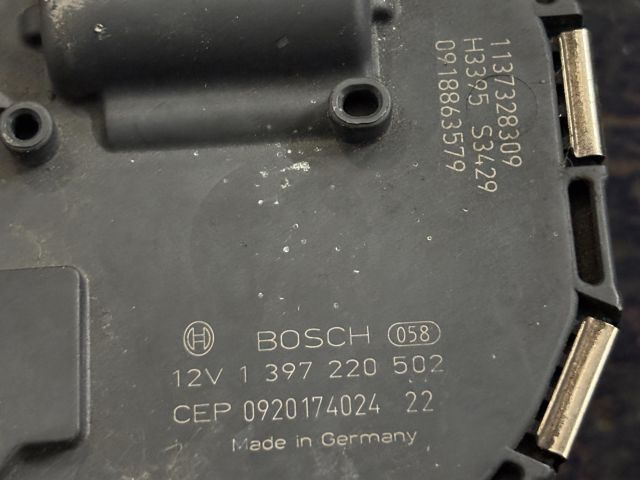 1137328309
H3395 S3429
0918863579
BOSCH 058
12V 1 397 220 502
CEP 0920174024 22
Made in Germany